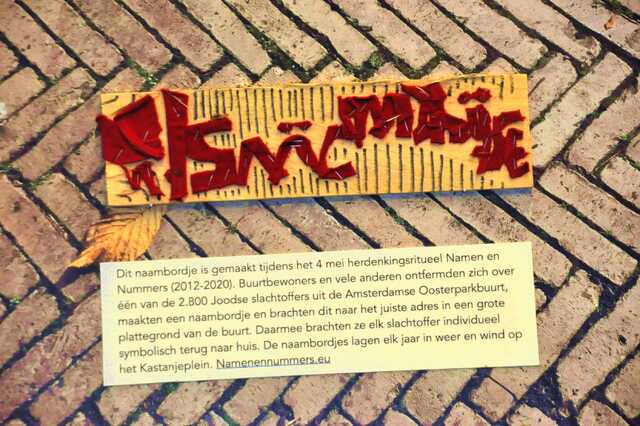 Dit naambordje is gemaakt tijdens het 4 mei herdenkingsritueel Namen en
Nummers (2012-2020). Buurtbewoners en vele anderen ontfermden zich over
één van de 2.800 Joodse slachtoffers uit de Amsterdamse Oosterparkbuurt,
maakten een naambordje en brachten dit naar het juiste adres in een grote
plattegrond van de buurt. Daarmee brachten ze elk slachtoffer individueel
symbolisch terug naar huis. De naambordjes lagen elk jaar in weer en wind op
het Kastanjeplein. Namenennummers.eu